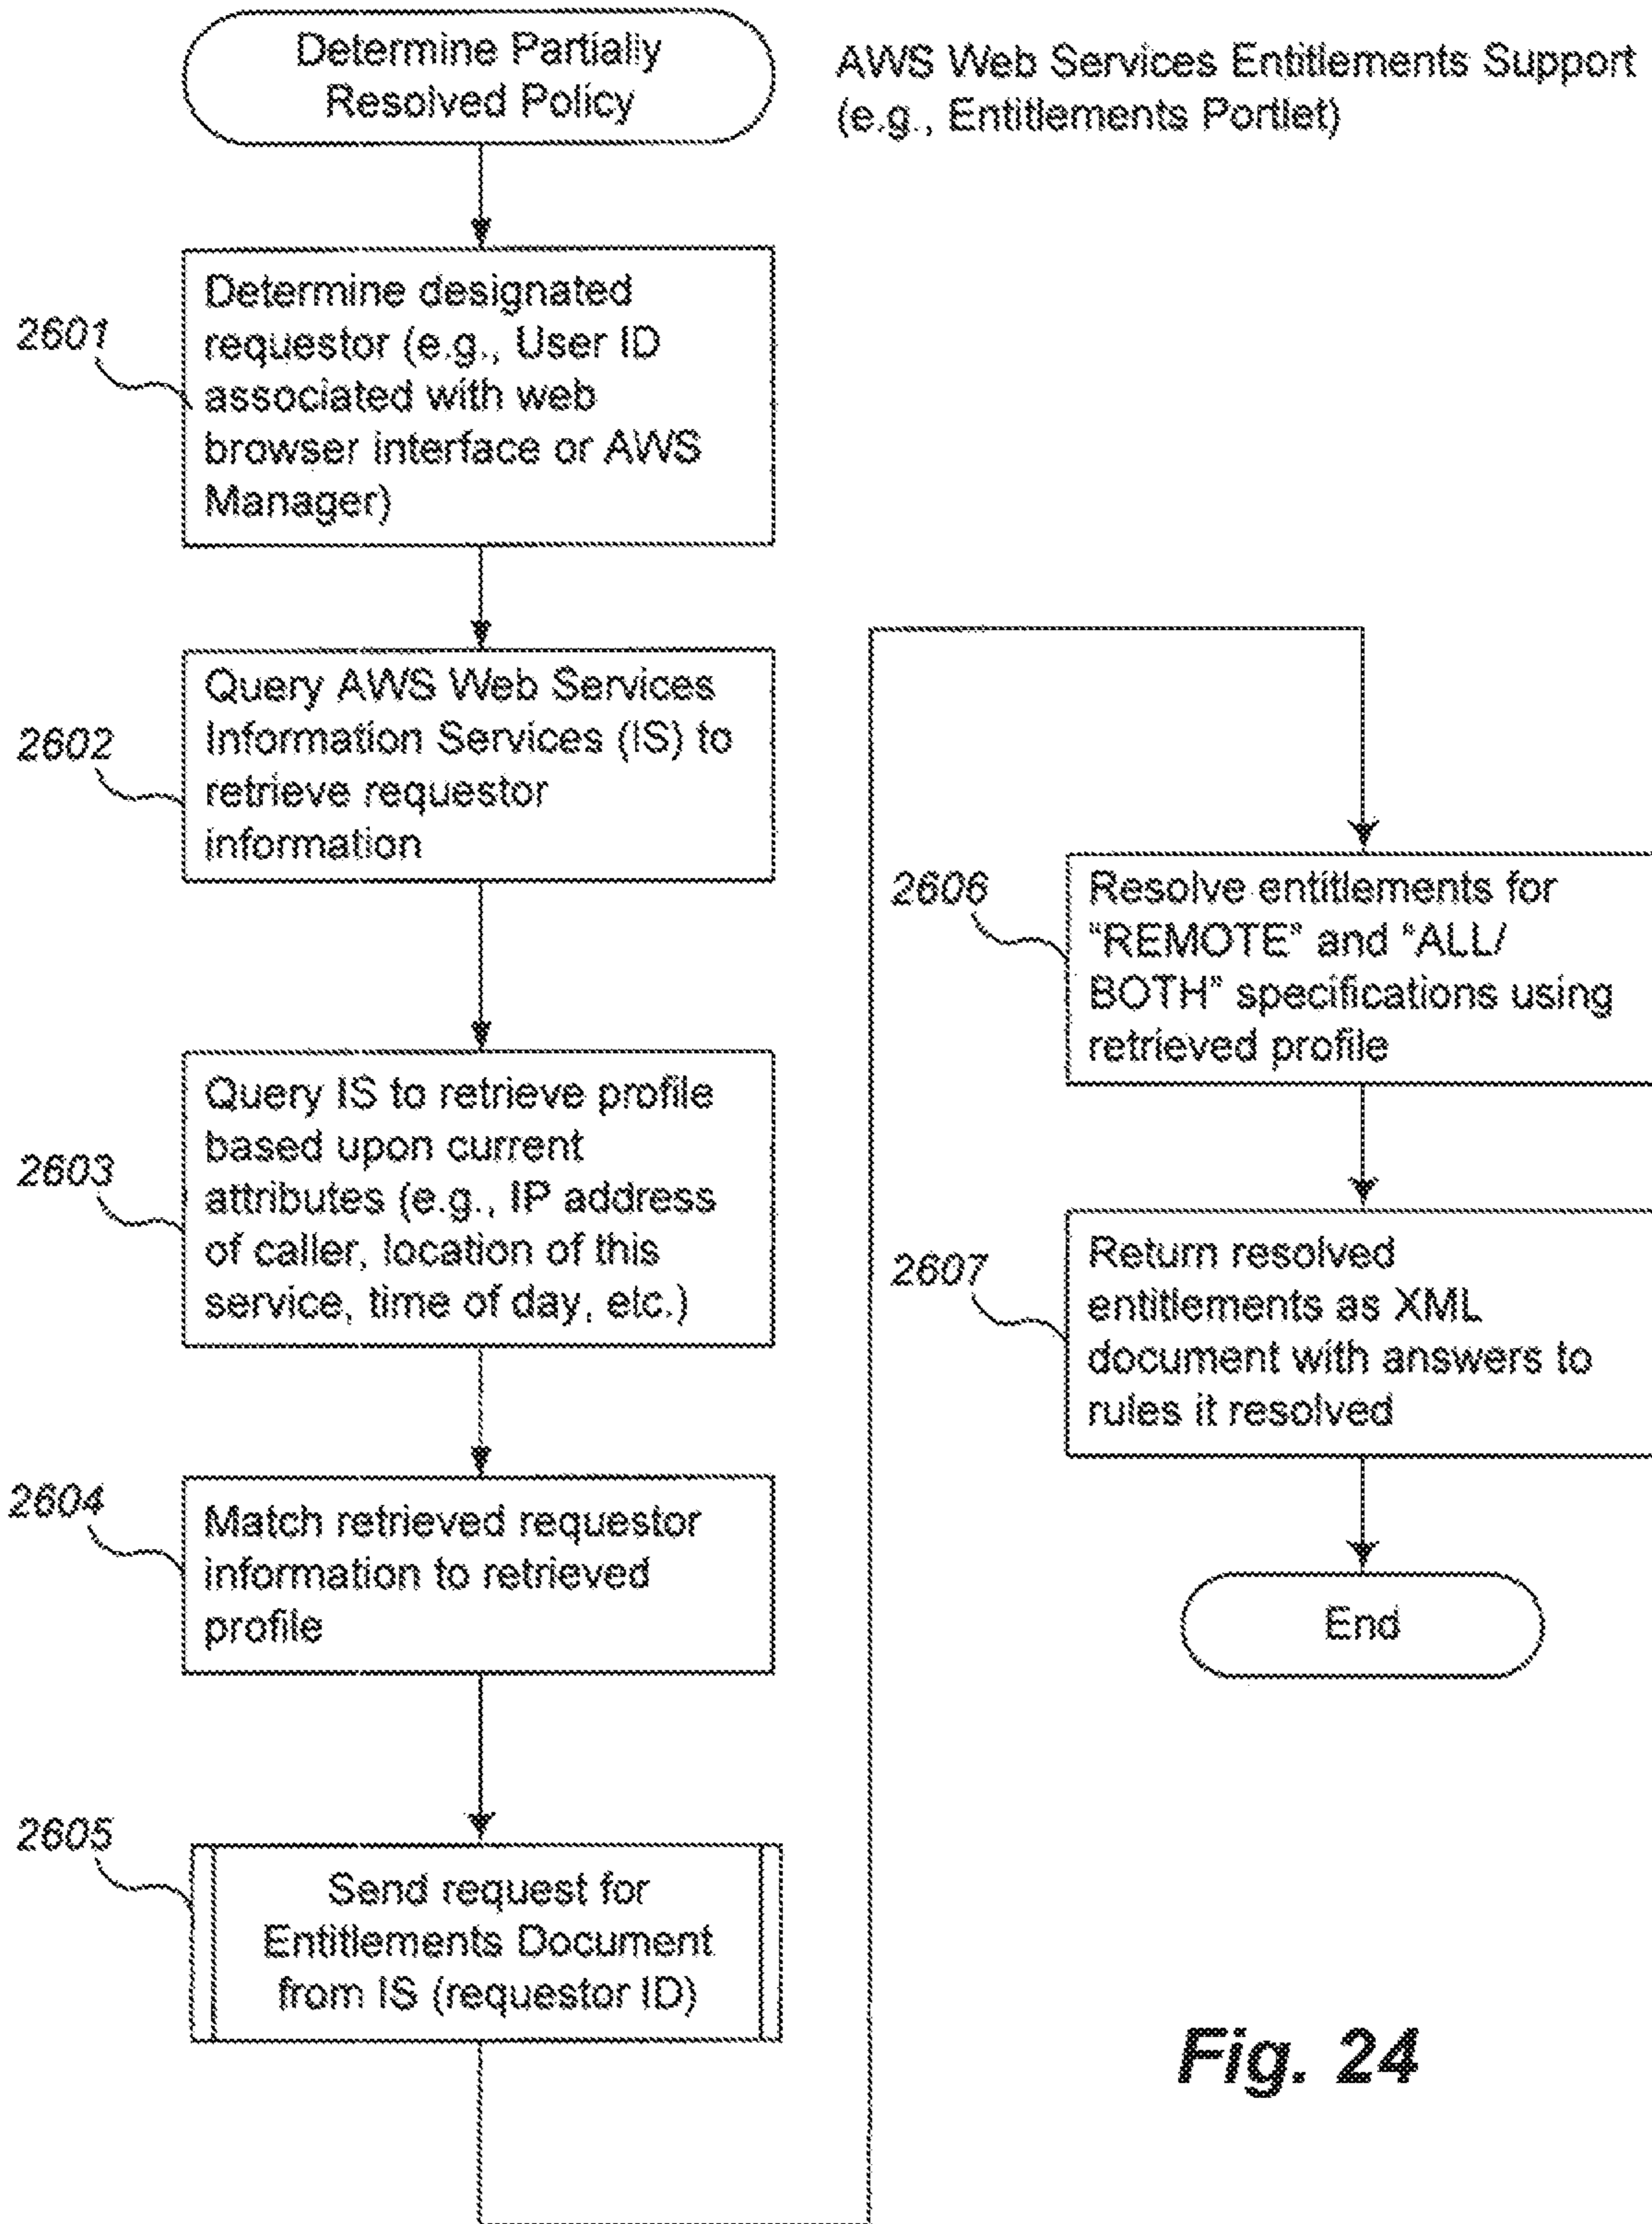 Determine Partially
Resolved Policy
AWS Web Services Entitlements Support
(e.g., Entitlements Portlet)
2601
Determine designated
requestor (e.g., User ID
associated with web
browser interface or AWS
Manager)
2602
Query AWS Web Services
Information Services (IS) to
retrieve requestor
information
2603
Query IS to retrieve profile
based upon current
attributes (e.g., IP address
of caller, location of this
service, time of day, etc.)
2604
Match retrieved requestor
information to retrieved
profile
2605
Send request for
Entitlements Document
from IS (requestor ID)
2606
Resolve entitlements for
“REMOTE” and “ALL/
BOTH” specifications using
retrieved profile
2607
Return resolved
entitlements as XML
document with answers to
rules it resolved
End
Fig. 24